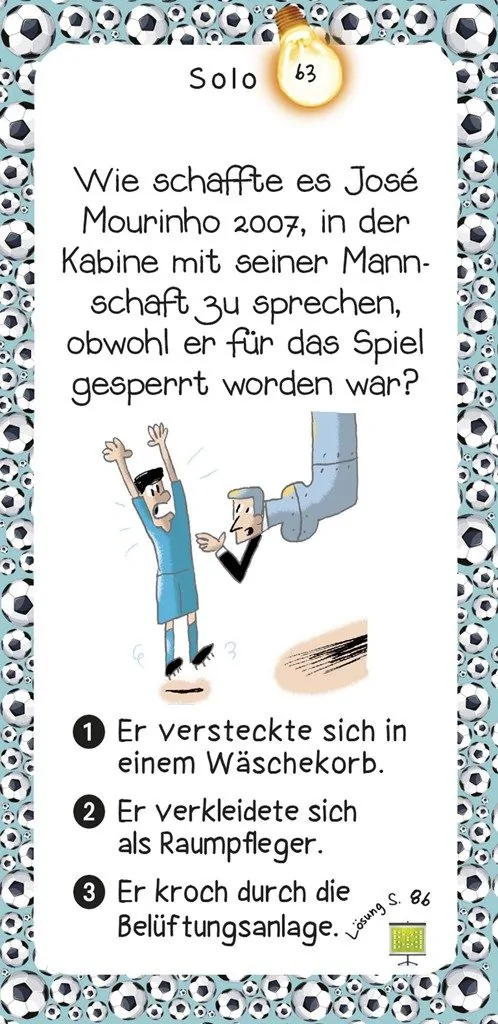 Solo
63
Wie schaffte es José
Mourinho 2007, in der
Kabine mit seiner Mann-
schaft zu sprechen,
obwohl er für das Spiel
gesperrt worden war?
1 Er versteckte sich in
einem Wäschekorb.
2 Er verkleidete sich
als Raumpfleger.
3 Er kroch durch die
Belüftungsanlage.
Lösung S. 86